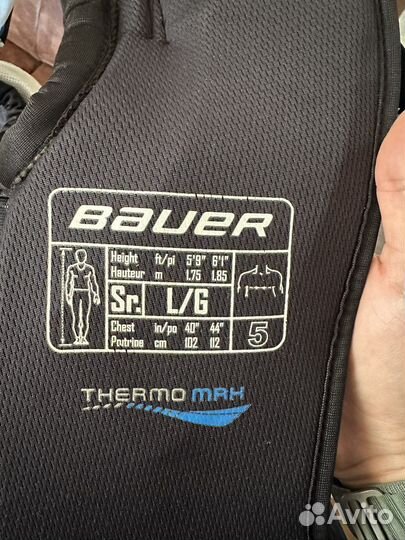 BAUER
Height ft/pi 5'9" 6'1"
Hauteur m 1.75 1.85
Sr. L/G
Chest in/po 40" 44"
Poitrine cm 102 112
5
THERMO MAX
Avito